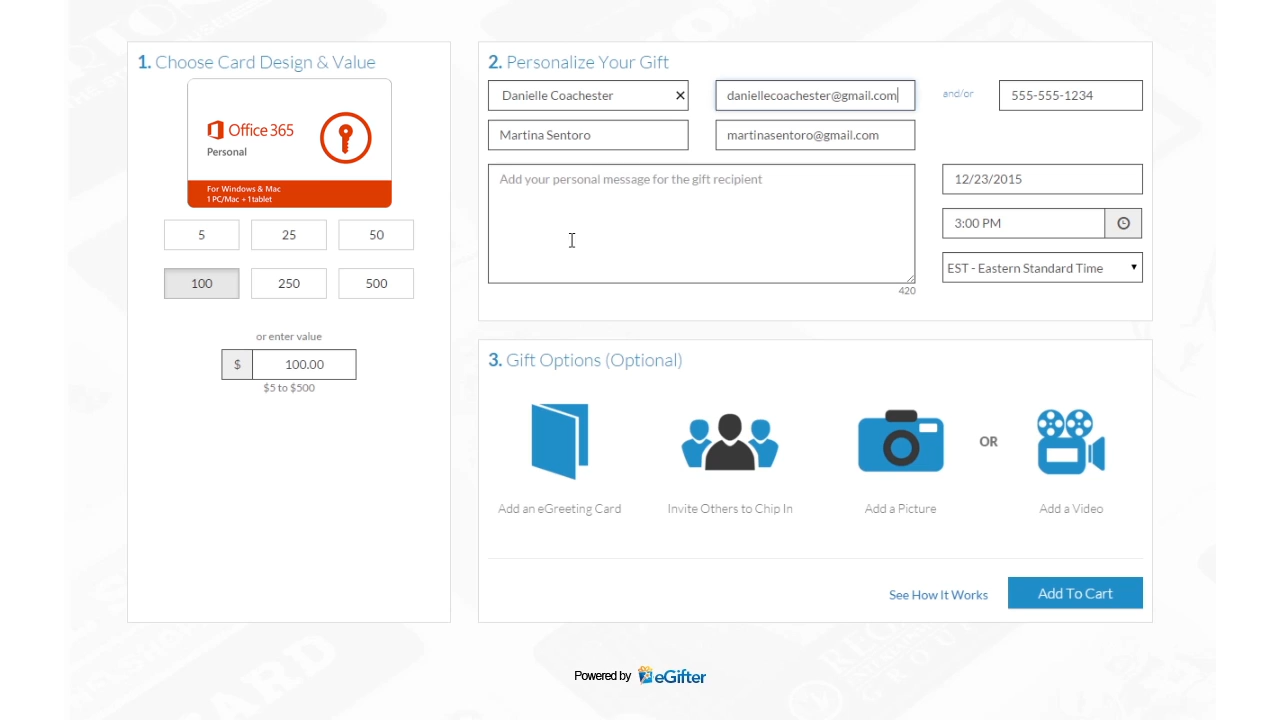 1. Choose Card Design & Value
Office 365
Personal
For Windows & Mac
1 PC/Mac + 1 tablet
5
25
50
100
250
500
or enter value
$
100.00
$5 to $500
2. Personalize Your Gift
Danielle Coachester
daniellecoachester@gmail.com
and/or
555-555-1234
Martina Sentoro
martinasentoro@gmail.com
Add your personal message for the gift recipient
420
12/23/2015
3:00 PM
EST - Eastern Standard Time
3. Gift Options (Optional)
Add an eGreeting Card
Invite Others to Chip In
Add a Picture
OR
Add a Video
See How It Works
Add To Cart
Powered by eGifter